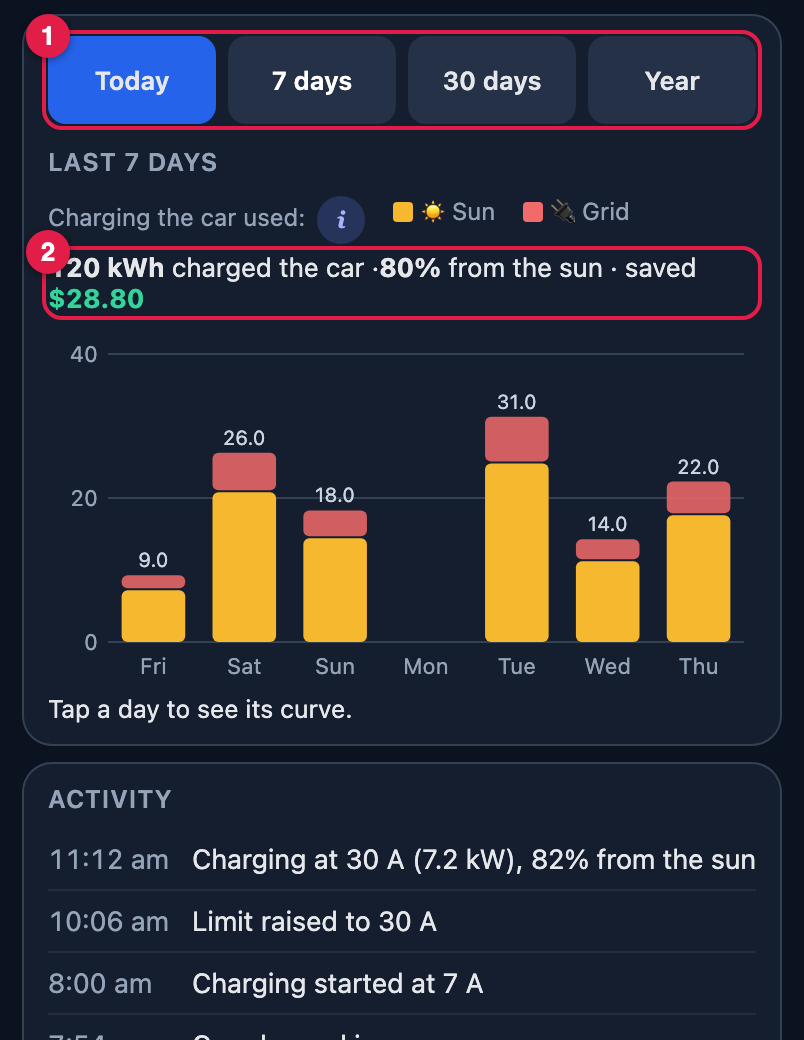 1
Today 7 days 30 days Year
LAST 7 DAYS
Charging the car used: i Sun Grid
2
120 kWh charged the car ·80% from the sun · saved
$28.80
40
31.0
26.0
22.0
20
18.0
14.0
9.0
0
Fri Sat Sun Mon Tue Wed Thu
Tap a day to see its curve.
ACTIVITY
11:12 am Charging at 30 A (7.2 kW), 82% from the sun
10:06 am Limit raised to 30 A
8:00 am Charging started at 7 A